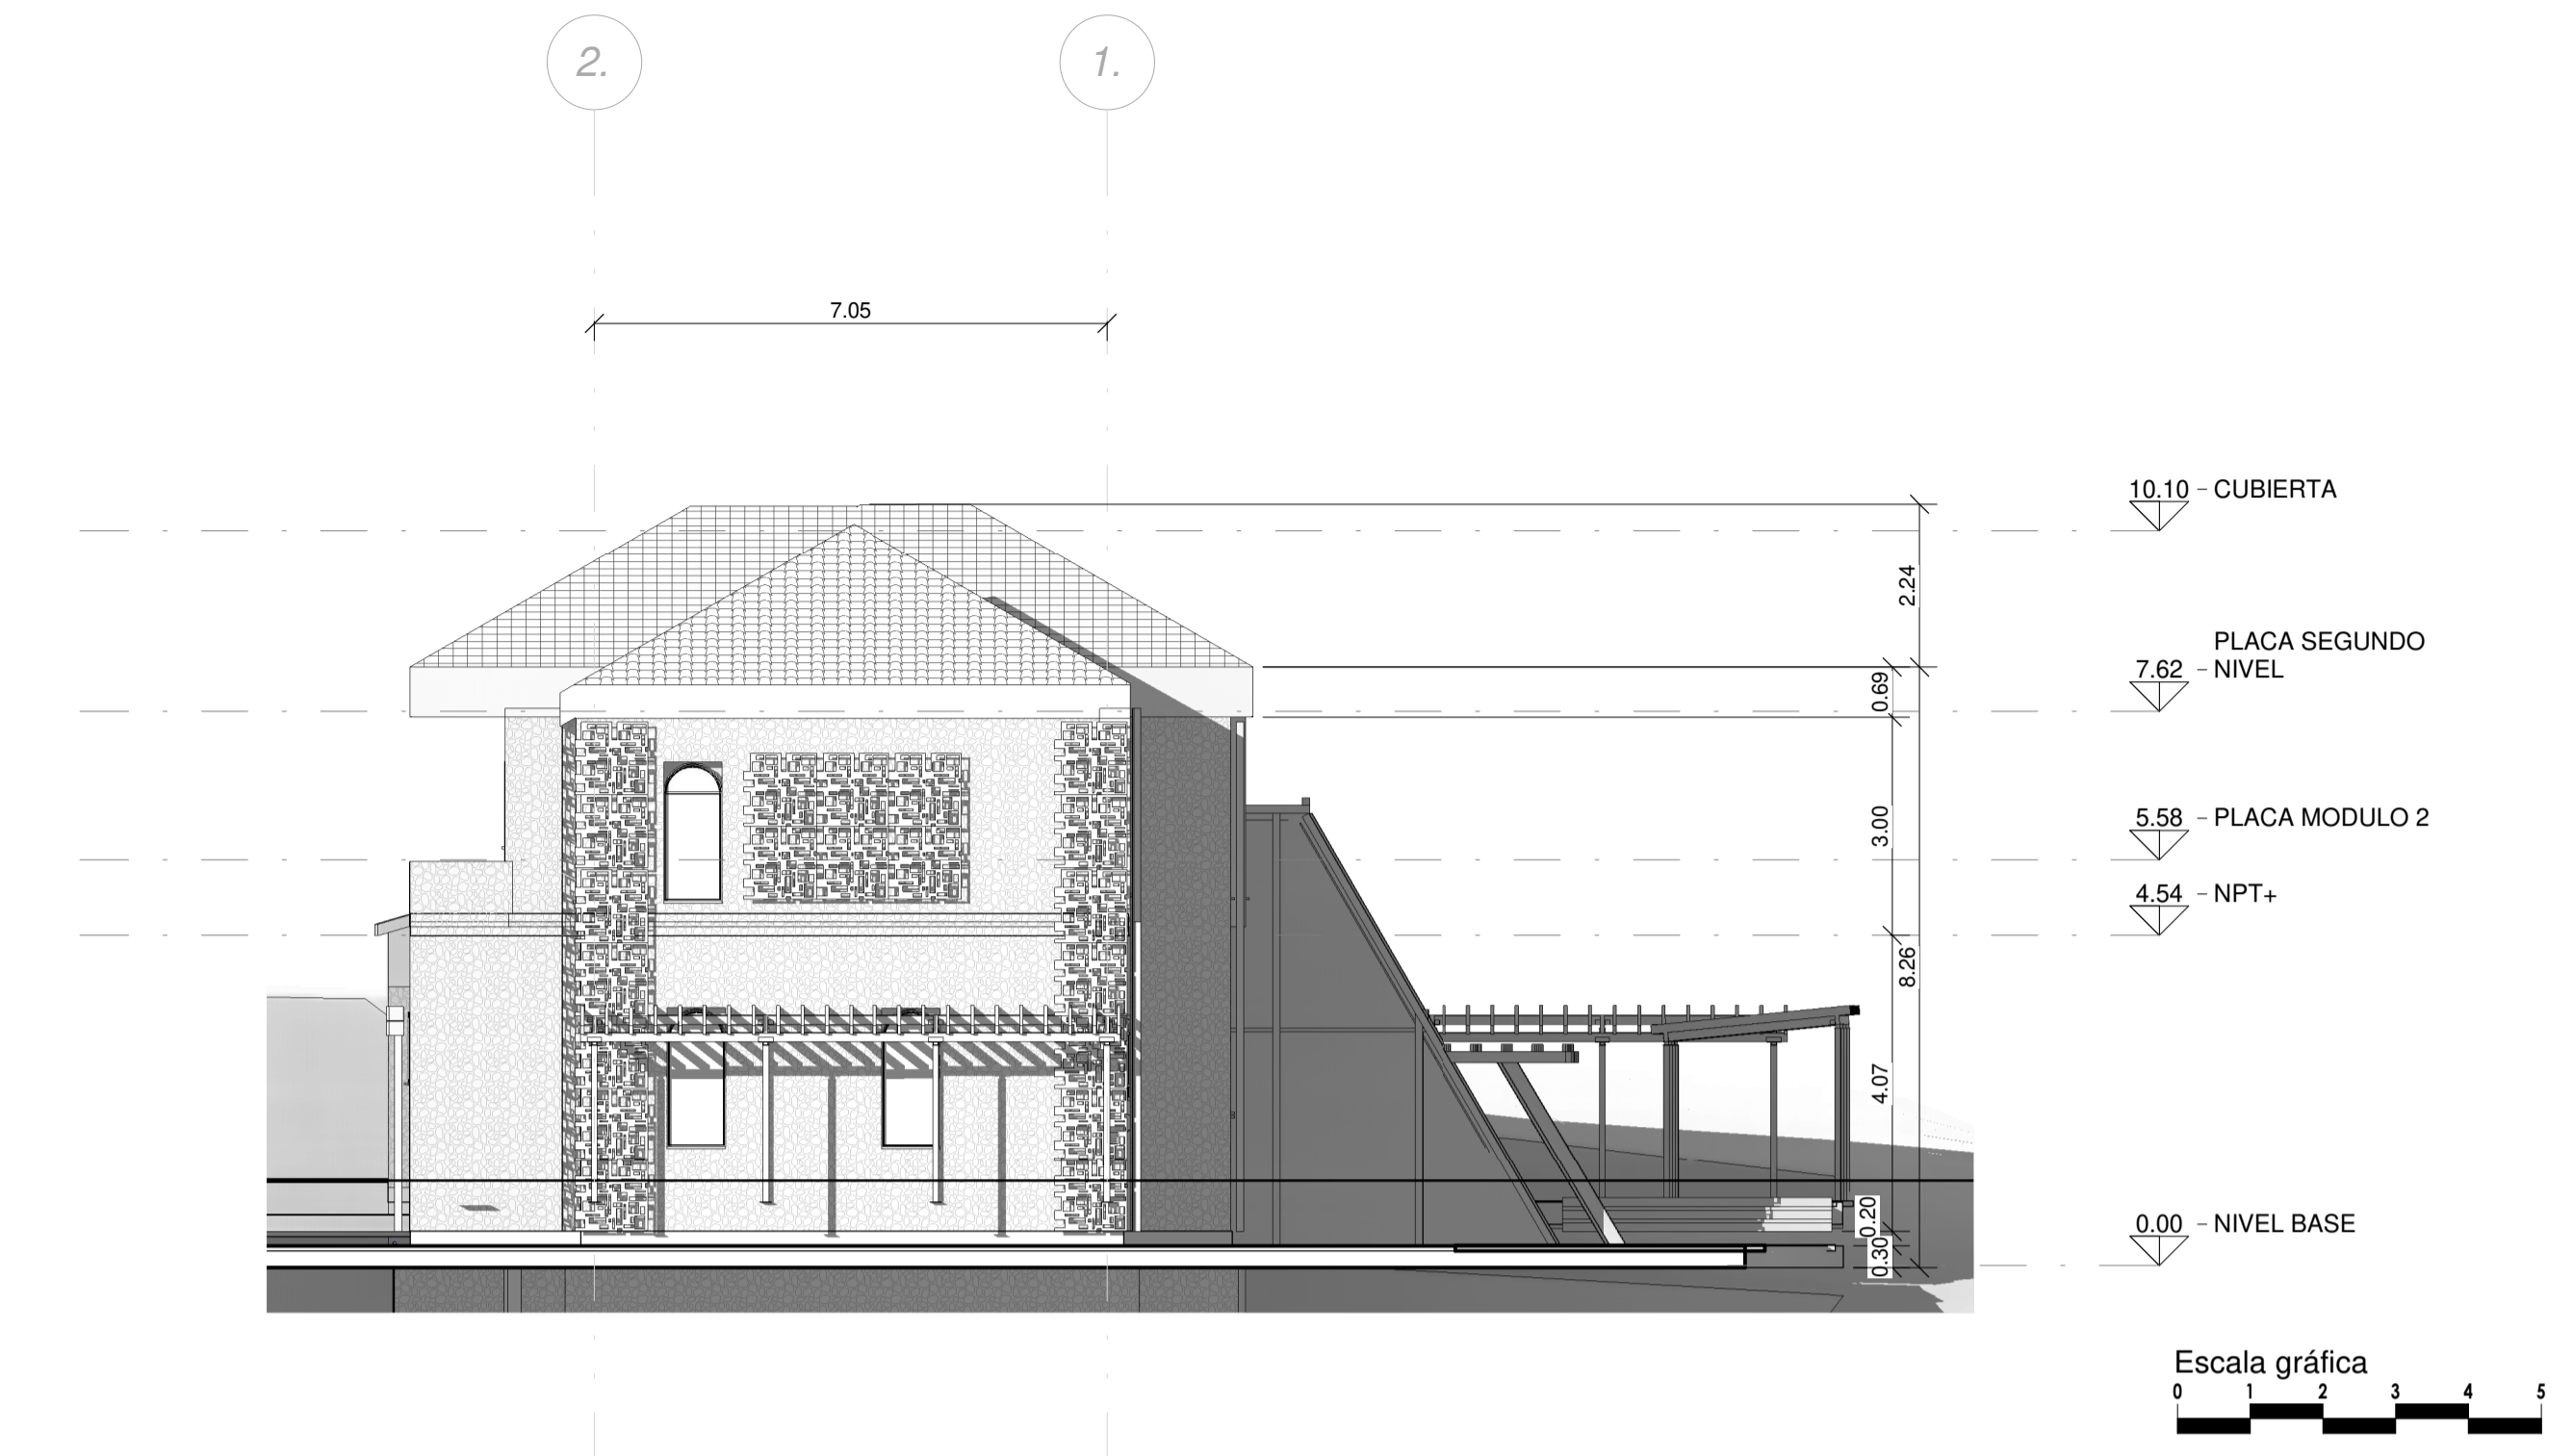 2.
1.
7.05
10.10 - CUBIERTA
2.24
PLACA SEGUNDO
7.62 - NIVEL
0.69
5.58 - PLACA MODULO 2
3.00
4.54 - NPT+
8.26
4.07
0.20
0.00 - NIVEL BASE
0.30
Escala gráfica
0 1 2 3 4 5